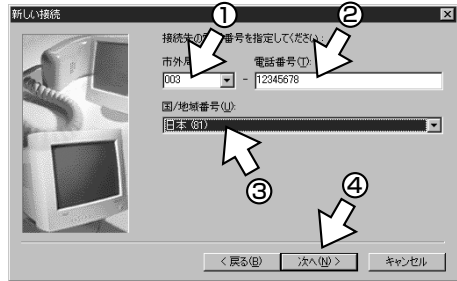 新しい接続
① ②
接続先の 番号を指定してください:
市外局 電話番号(T):
003 - 12345678
国/地域番号(U):
日本 (81)
③
④
< 戻る(B) 次へ(N) > キャンセル